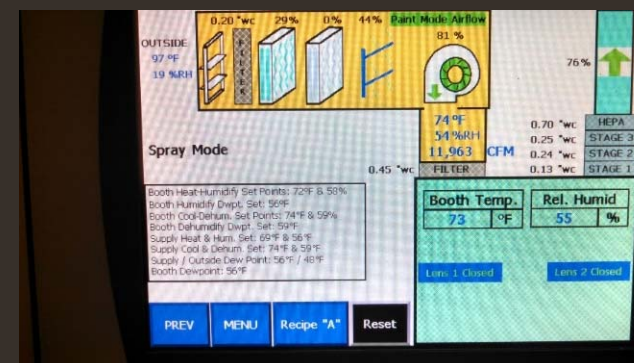 0.20 "wc 29% 0% 44% Paint Mode Airflow
OUTSIDE
97 °F
19 %RH
FILTER
81 %
76%
74 °F
54 %RH
11,963 CFM
0.70 "wc HEPA
0.25 "wc STAGE 3
0.24 "wc STAGE 2
0.13 "wc STAGE 1
Spray Mode
0.45 "wc FILTER
Booth Heat-Humidify Set Points: 72°F & 58%
Booth Humidify Dwpt. Set: 56°F
Booth Cool-Dehum. Set Points: 74°F & 59%
Booth Dehumidify Dwpt. Set: 59°F
Supply Heat & Hum. Set: 69°F & 56°F
Supply Cool & Dehum. Set: 74°F & 59°F
Supply / Outside Dew Point: 56°F / 48°F
Booth Dewpoint: 56°F
Booth Temp. Rel. Humid
73 °F 55 %
Lens 1 Closed Lens 2 Closed
PREV MENU Recipe "A" Reset